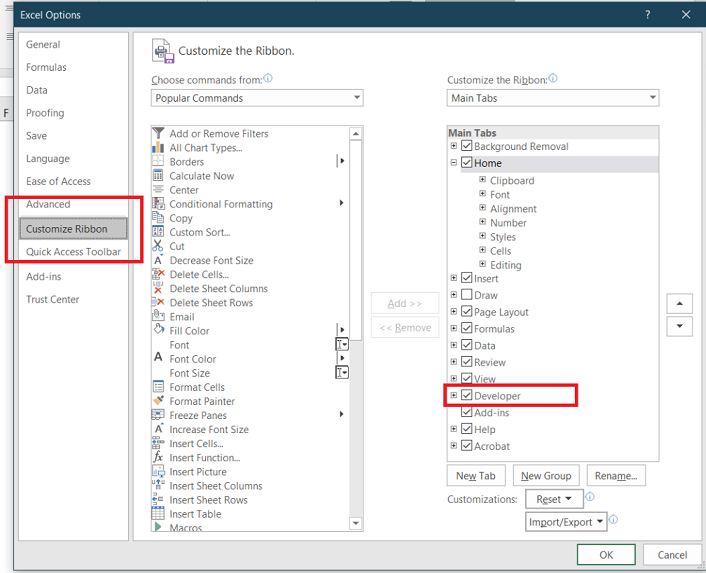 Excel Options
?
F
General
Formulas
Data
Proofing
Save
Language
Ease of Access
Advanced
Customize Ribbon
Quick Access Toolbar
Add-ins
Trust Center
Customize the Ribbon.
Choose commands from:
Popular Commands
Add or Remove Filters
All Chart Types...
Borders
Calculate Now
Center
Conditional Formatting
Copy
Custom Sort...
Cut
Decrease Font Size
Delete Cells...
Delete Sheet Columns
Delete Sheet Rows
Email
Fill Color
Font
Font Color
Font Size
Format Cells
Format Painter
Freeze Panes
Increase Font Size
Insert Cells...
Insert Function...
Insert Picture
Insert Sheet Columns
Insert Sheet Rows
Insert Table
Macros
Add >>
<< Remove
Customize the Ribbon:
Main Tabs
Main Tabs
Background Removal
Home
Clipboard
Font
Alignment
Number
Styles
Cells
Editing
Insert
Draw
Page Layout
Formulas
Data
Review
View
Developer
Add-ins
Help
Acrobat
New Tab New Group Rename...
Customizations: Reset
Import/Export
OK Cancel